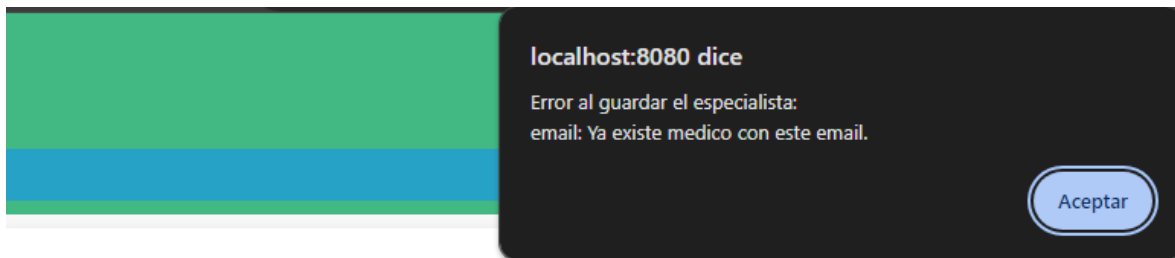 localhost:8080 dice
Error al guardar el especialista:
email: Ya existe medico con este email.
Aceptar